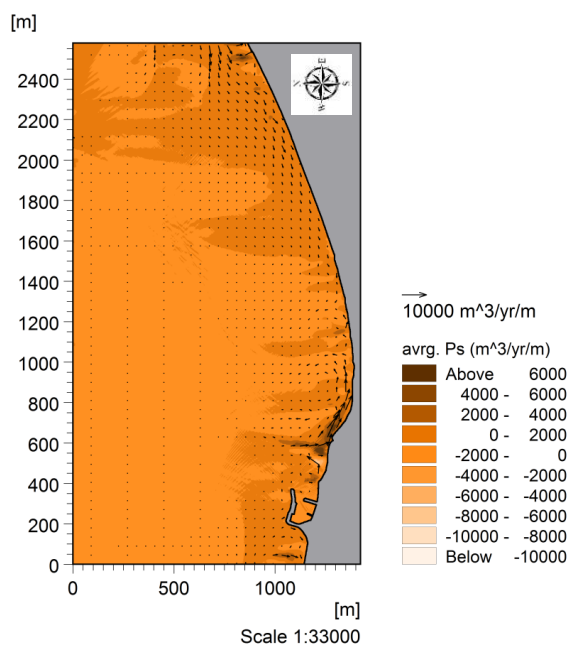 [m]
2400
2200
2000
1800
1600
1400
1200
1000
800
600
400
200
0
0 500 1000
[m]
Scale 1:33000
E
N S
W
10000 m^3/yr/m
avrg. Ps (m^3/yr/m)
Above 6000
4000 - 6000
2000 - 4000
0 - 2000
-2000 - 0
-4000 - -2000
-6000 - -4000
-8000 - -6000
-10000 - -8000
Below -10000